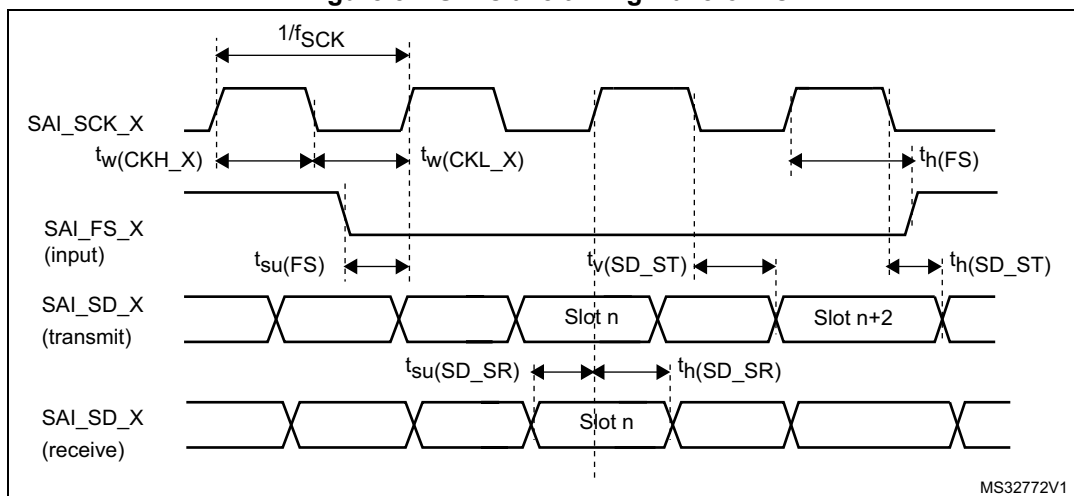 1/fSCK
SAI_SCK_X
tw(CKH_X)
tw(CKL_X)
th(FS)
SAI_FS_X
(input)
tsu(FS)
tv(SD_ST)
th(SD_ST)
SAI_SD_X
(transmit)
Slot n
Slot n+2
tsu(SD_SR)
th(SD_SR)
SAI_SD_X
(receive)
Slot n
MS32772V1